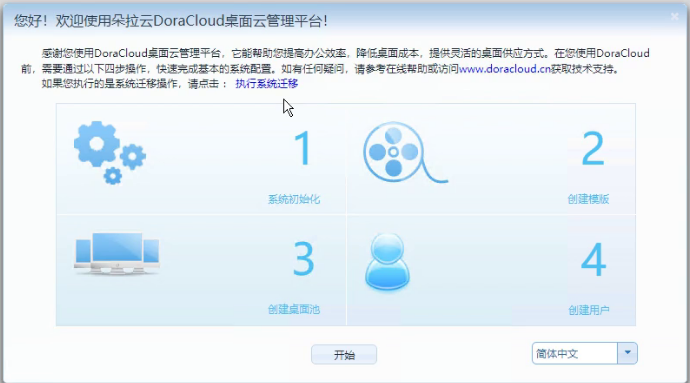 您好！欢迎使用朵拉云DoraCloud桌面云管理平台！
感谢您使用DoraCloud桌面云管理平台，它能帮助您提高办公效率，降低桌面成本，提供灵活的桌面供应方式。在您使用DoraCloud
前，需要通过以下四步操作，快速完成基本的系统配置。如有任何疑问，请参考在线帮助或访问www.doracloud.cn获取技术支持。
如果您执行的是系统迁移操作，请点击： 执行系统迁移
1
系统初始化
2
创建模板
3
创建桌面池
4
创建用户
开始
简体中文